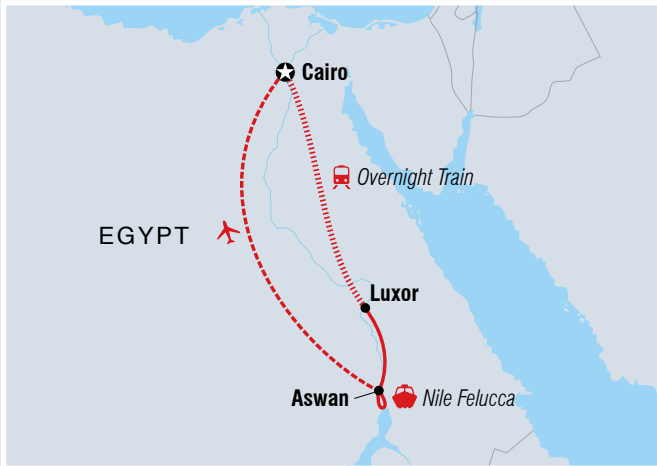 Cairo
Overnight Train
EGYPT
Luxor
Aswan
Nile Felucca